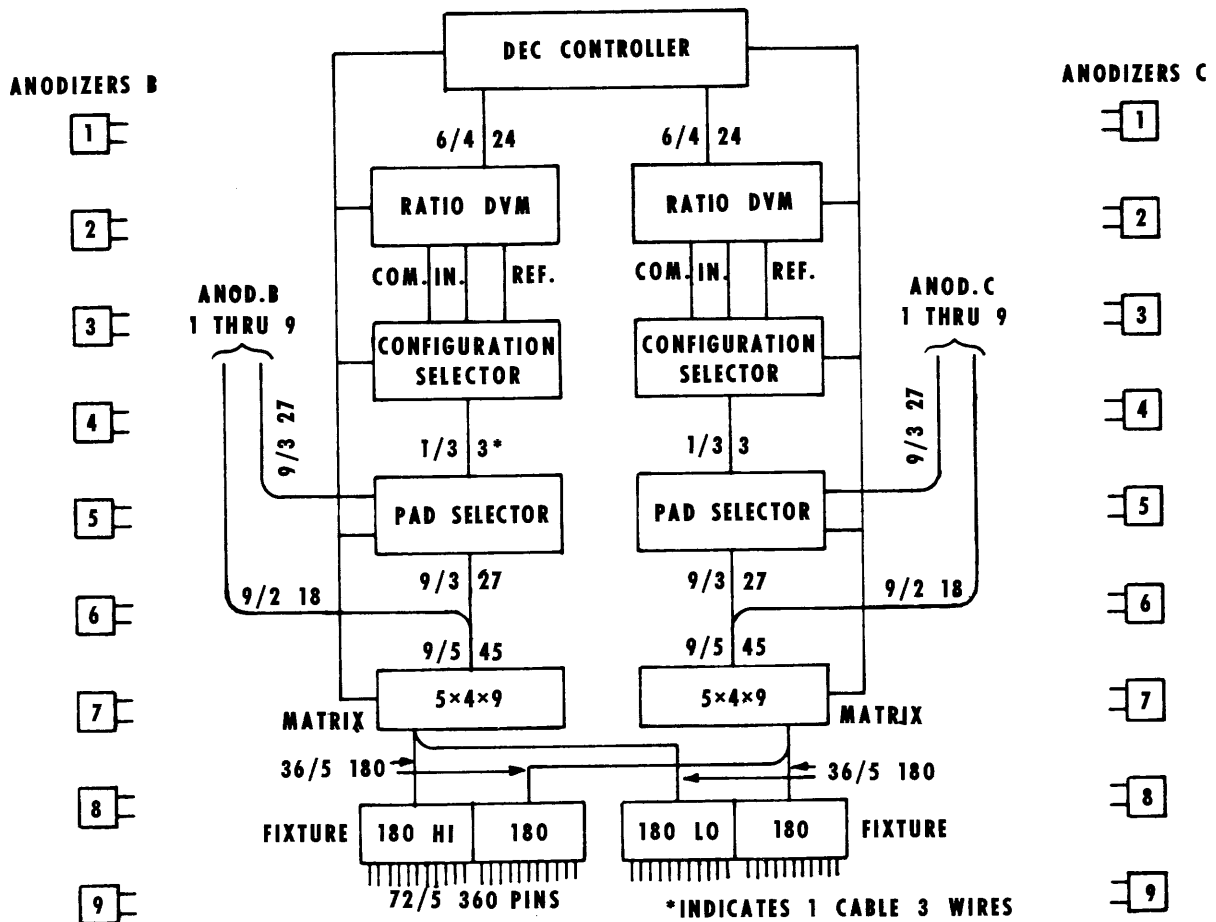 DEC CONTROLLER
ANODIZERS B
ANODIZERS C
1
1
6/4 24
6/4 24
RATIO DVM
RATIO DVM
2
2
COM. IN. REF.
COM. IN. REF.
ANOD.B
1 THRU 9
ANOD.C
1 THRU 9
3
3
CONFIGURATION
SELECTOR
CONFIGURATION
SELECTOR
4
4
9/3 27
9/3 27
1/3 3*
1/3 3
5
5
PAD SELECTOR
PAD SELECTOR
9/3 27
9/3 27
9/2 18
9/2 18
6
6
9/5 45
9/5 45
5×4×9
5×4×9
7
7
MATRIX
MATRIX
36/5 180
36/5 180
8
8
FIXTURE
180 HI
180
180 LO
180
FIXTURE
72/5 360 PINS
9
9
*INDICATES 1 CABLE 3 WIRES